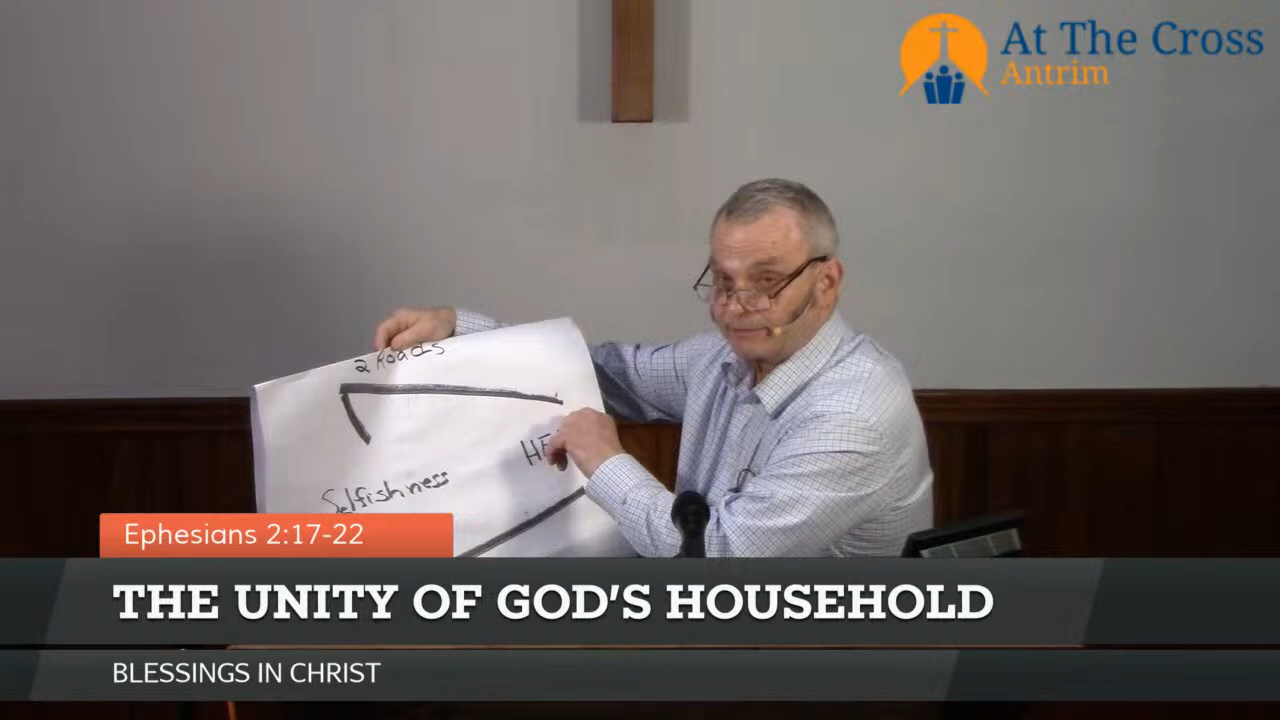 At The Cross
Antrim
2 Roads
Selfishness
Ephesians 2:17-22
THE UNITY OF GOD'S HOUSEHOLD
BLESSINGS IN CHRIST